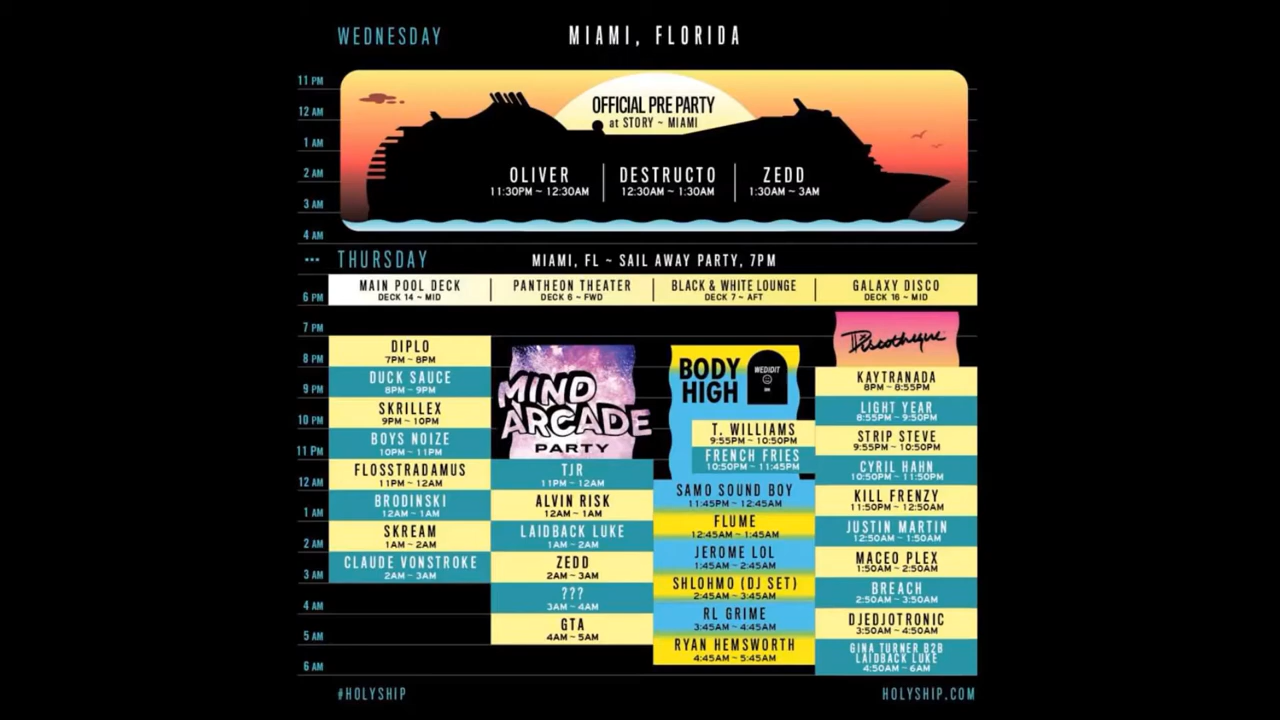 WEDNESDAY
MIAMI, FLORIDA
11 PM
12 AM
1 AM
2 AM
3 AM
4 AM
OFFICIAL PRE PARTY
at STORY ~ MIAMI
OLIVER
11:30PM ~ 12:30AM
DESTRUCTO
12:30AM ~ 1:30AM
ZEDD
1:30AM ~ 3AM
THURSDAY
MIAMI, FL ~ SAIL AWAY PARTY, 7PM
6 PM
7 PM
8 PM
9 PM
10 PM
11 PM
12 AM
1 AM
2 AM
3 AM
4 AM
5 AM
6 AM
MAIN POOL DECK
DECK 14 ~ MID
DIPLO
7PM ~ 8PM
DUCK SAUCE
8PM ~ 9PM
SKRILLEX
9PM ~ 10PM
BOYS NOIZE
10PM ~ 11PM
FLOSSTRADAMUS
11PM ~ 12AM
BRODINSKI
12AM ~ 1AM
SKREAM
1AM ~ 2AM
CLAUDE VONSTROKE
2AM ~ 3AM
PANTHEON THEATER
DECK 6 ~ FWD
MIND
ARCADE
PARTY
TJR
11PM ~ 12AM
ALVIN RISK
12AM ~ 1AM
LAIDBACK LUKE
1AM ~ 2AM
ZEDD
2AM ~ 3AM
???
3AM ~ 4AM
GTA
4AM ~ 5AM
BLACK & WHITE LOUNGE
DECK 7 ~ AFT
BODY
HIGH
WEDIDIT
T. WILLIAMS
9:55PM ~ 10:50PM
FRENCH FRIES
10:50PM ~ 11:45PM
SAMO SOUND BOY
11:45PM ~ 12:45AM
FLUME
12:45AM ~ 1:45AM
JEROME LOL
1:45AM ~ 2:45AM
SHLOHMO (DJ SET)
2:45AM ~ 3:45AM
RL GRIME
3:45AM ~ 4:45AM
RYAN HEMSWORTH
4:45AM ~ 5:45AM
GALAXY DISCO
DECK 16 ~ MID
Discotheque
KAYTRANADA
8PM ~ 8:55PM
LIGHT YEAR
8:55PM ~ 9:50PM
STRIP STEVE
9:55PM ~ 10:50PM
CYRIL HAHN
10:50PM ~ 11:50PM
KILL FRENZY
11:50PM ~ 12:50AM
JUSTIN MARTIN
12:50AM ~ 1:50AM
MACEO PLEX
1:50AM ~ 2:50AM
BREACH
2:50AM ~ 3:50AM
DJEDJOTRONIC
3:50AM ~ 4:50AM
GINA TURNER B2B
LAIDBACK LUKE
4:50AM ~ 6AM
#HOLYSHIP
HOLYSHIP.COM